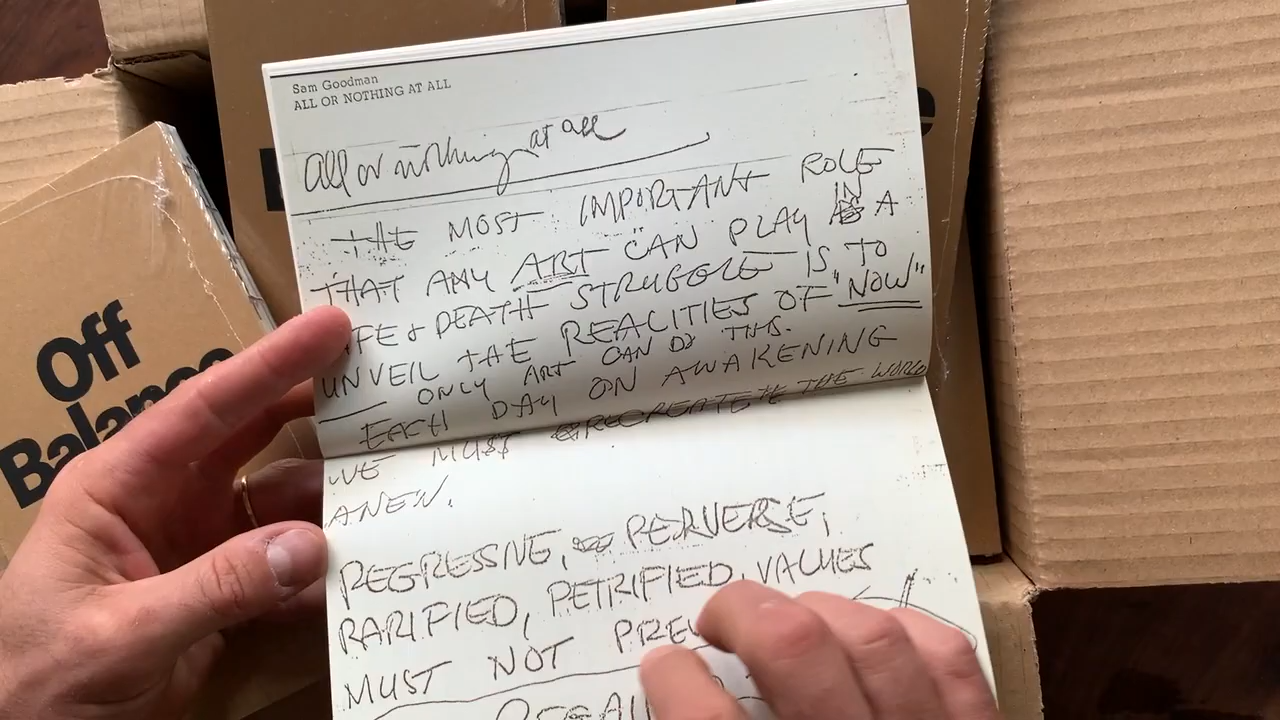 Sam Goodman
ALL OR NOTHING AT ALL
All or nothing at all
THE MOST IMPORTANT ROLE
THAT ANY ART CAN PLAY IN A
LIFE & DEATH STRUGGLE IS TO
UNVEIL THE REALITIES OF "NOW"
ONLY ART CAN DO THIS.
EACH DAY ON AWAKENING
WE MUST RECREATE THE WORLD
ANEW.
REGRESSIVE, PERVERSE,
RARIFIED, PETRIFIED, VALUES
MUST NOT
Off
Balance